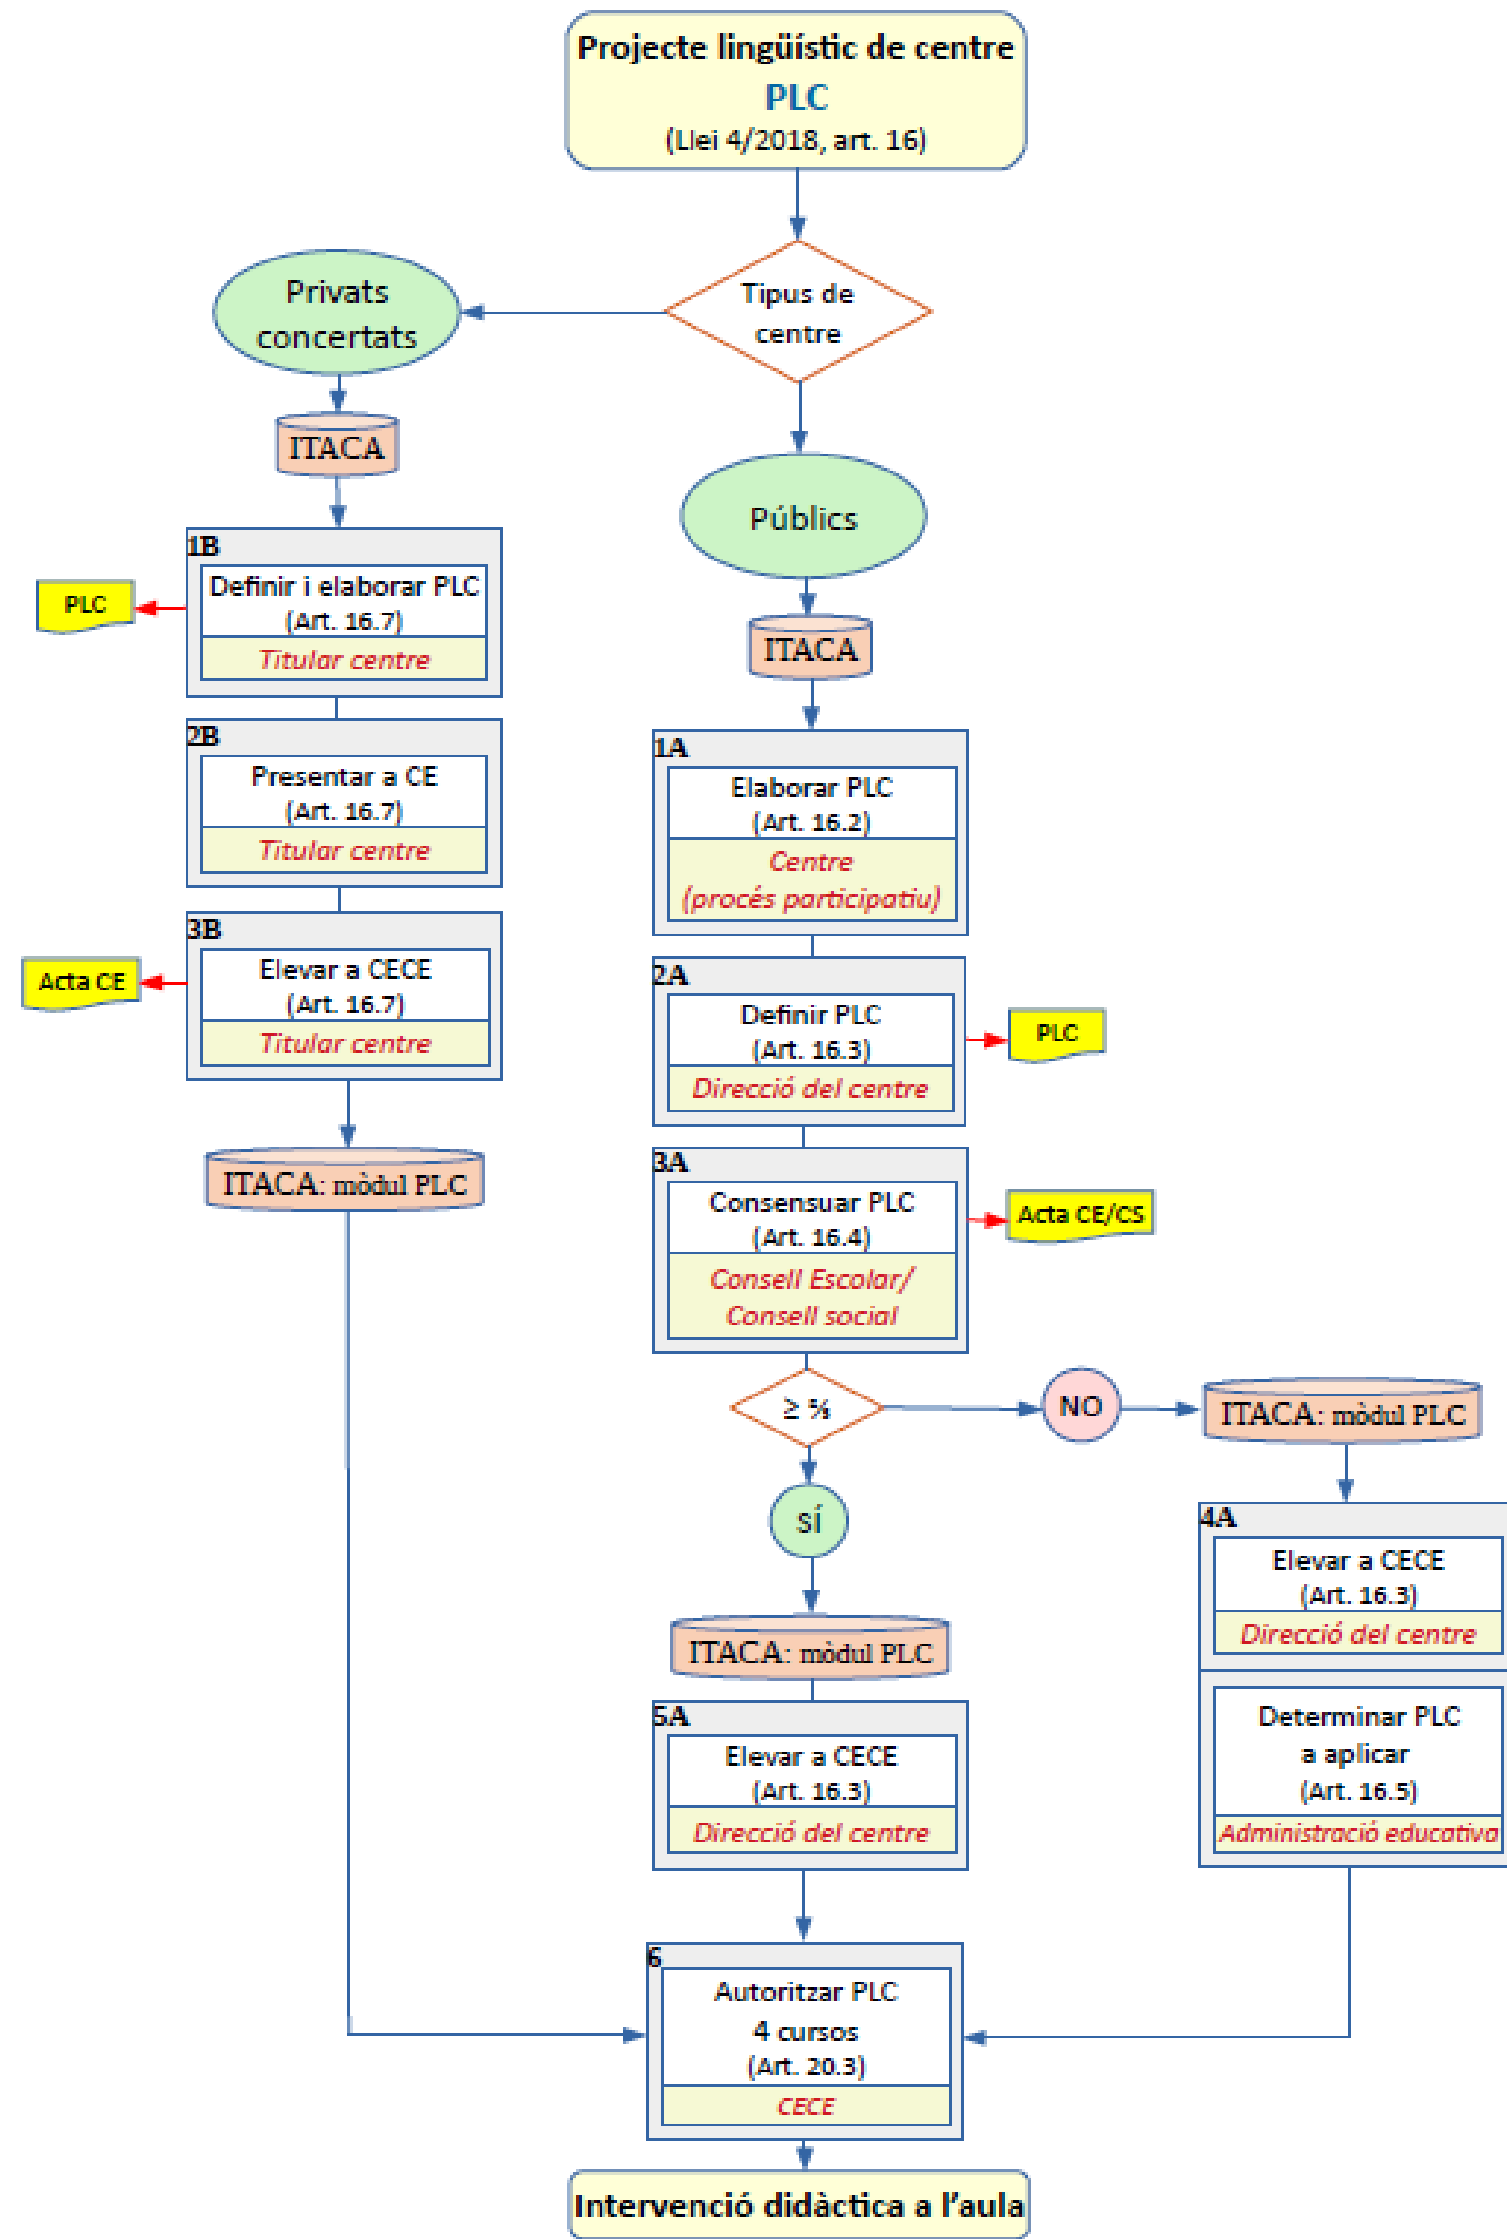 Projecte lingüístic de centre
PLC
(Llei 4/2018, art. 16)
Tipus de
centre
Privats
concertats
ITACA
Públics
ITACA
1B
Definir i elaborar PLC
(Art. 16.7)
Titular centre
PLC
2B
Presentar a CE
(Art. 16.7)
Titular centre
3B
Elevar a CECE
(Art. 16.7)
Titular centre
Acta CE
ITACA: mòdul PLC
1A
Elaborar PLC
(Art. 16.2)
Centre
(procés participatiu)
2A
Definir PLC
(Art. 16.3)
Direcció del centre
PLC
3A
Consensuar PLC
(Art. 16.4)
Consell Escolar/
Consell social
Acta CE/CS
≥
NO
ITACA: mòdul PLC
SÍ
ITACA: mòdul PLC
4A
Elevar a CECE
(Art. 16.3)
Direcció del centre
Determinar PLC
a aplicar
(Art. 16.5)
Administració educativa
5A
Elevar a CECE
(Art. 16.3)
Direcció del centre
6
Autoritzar PLC
4 cursos
(Art. 20.3)
CECE
Intervenció didàctica a l'aula